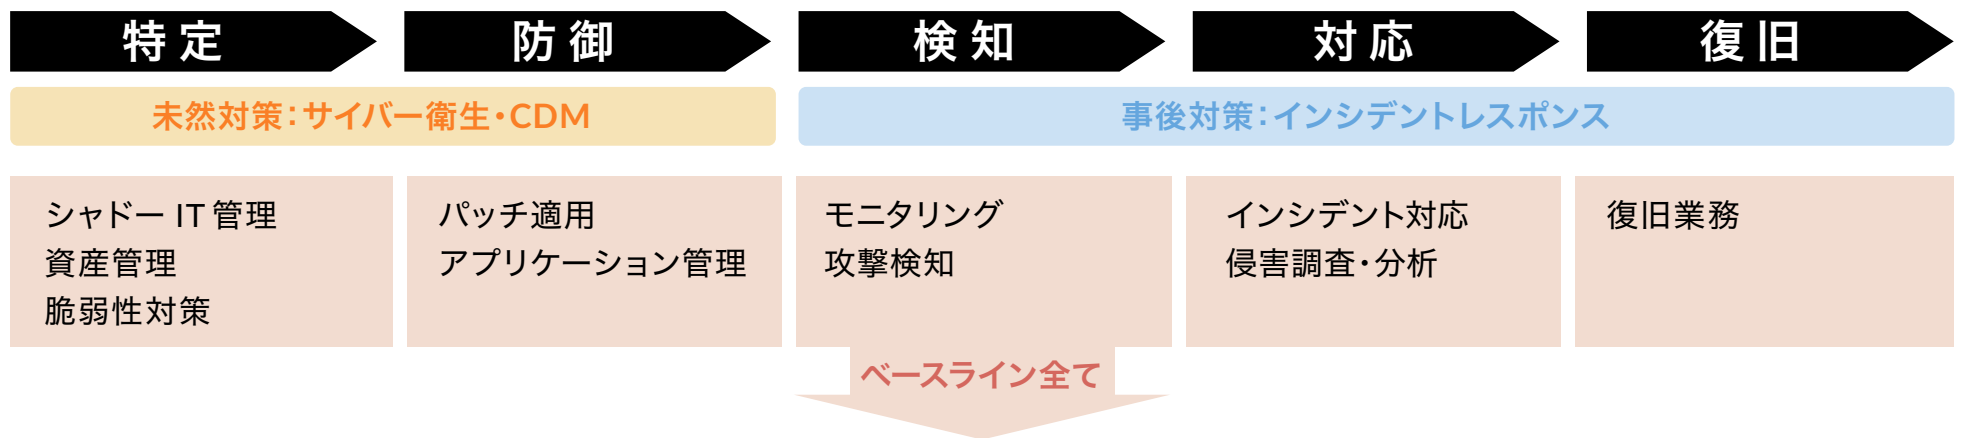 特定
防御
検知
対応
復旧
未然対策：サイバー衛生・CDM
事後対策：インシデントレスポンス
シャドーIT管理
資産管理
脆弱性対策
パッチ適用
アプリケーション管理
モニタリング
攻撃検知
インシデント対応
侵害調査・分析
復旧業務
ベースライン全て